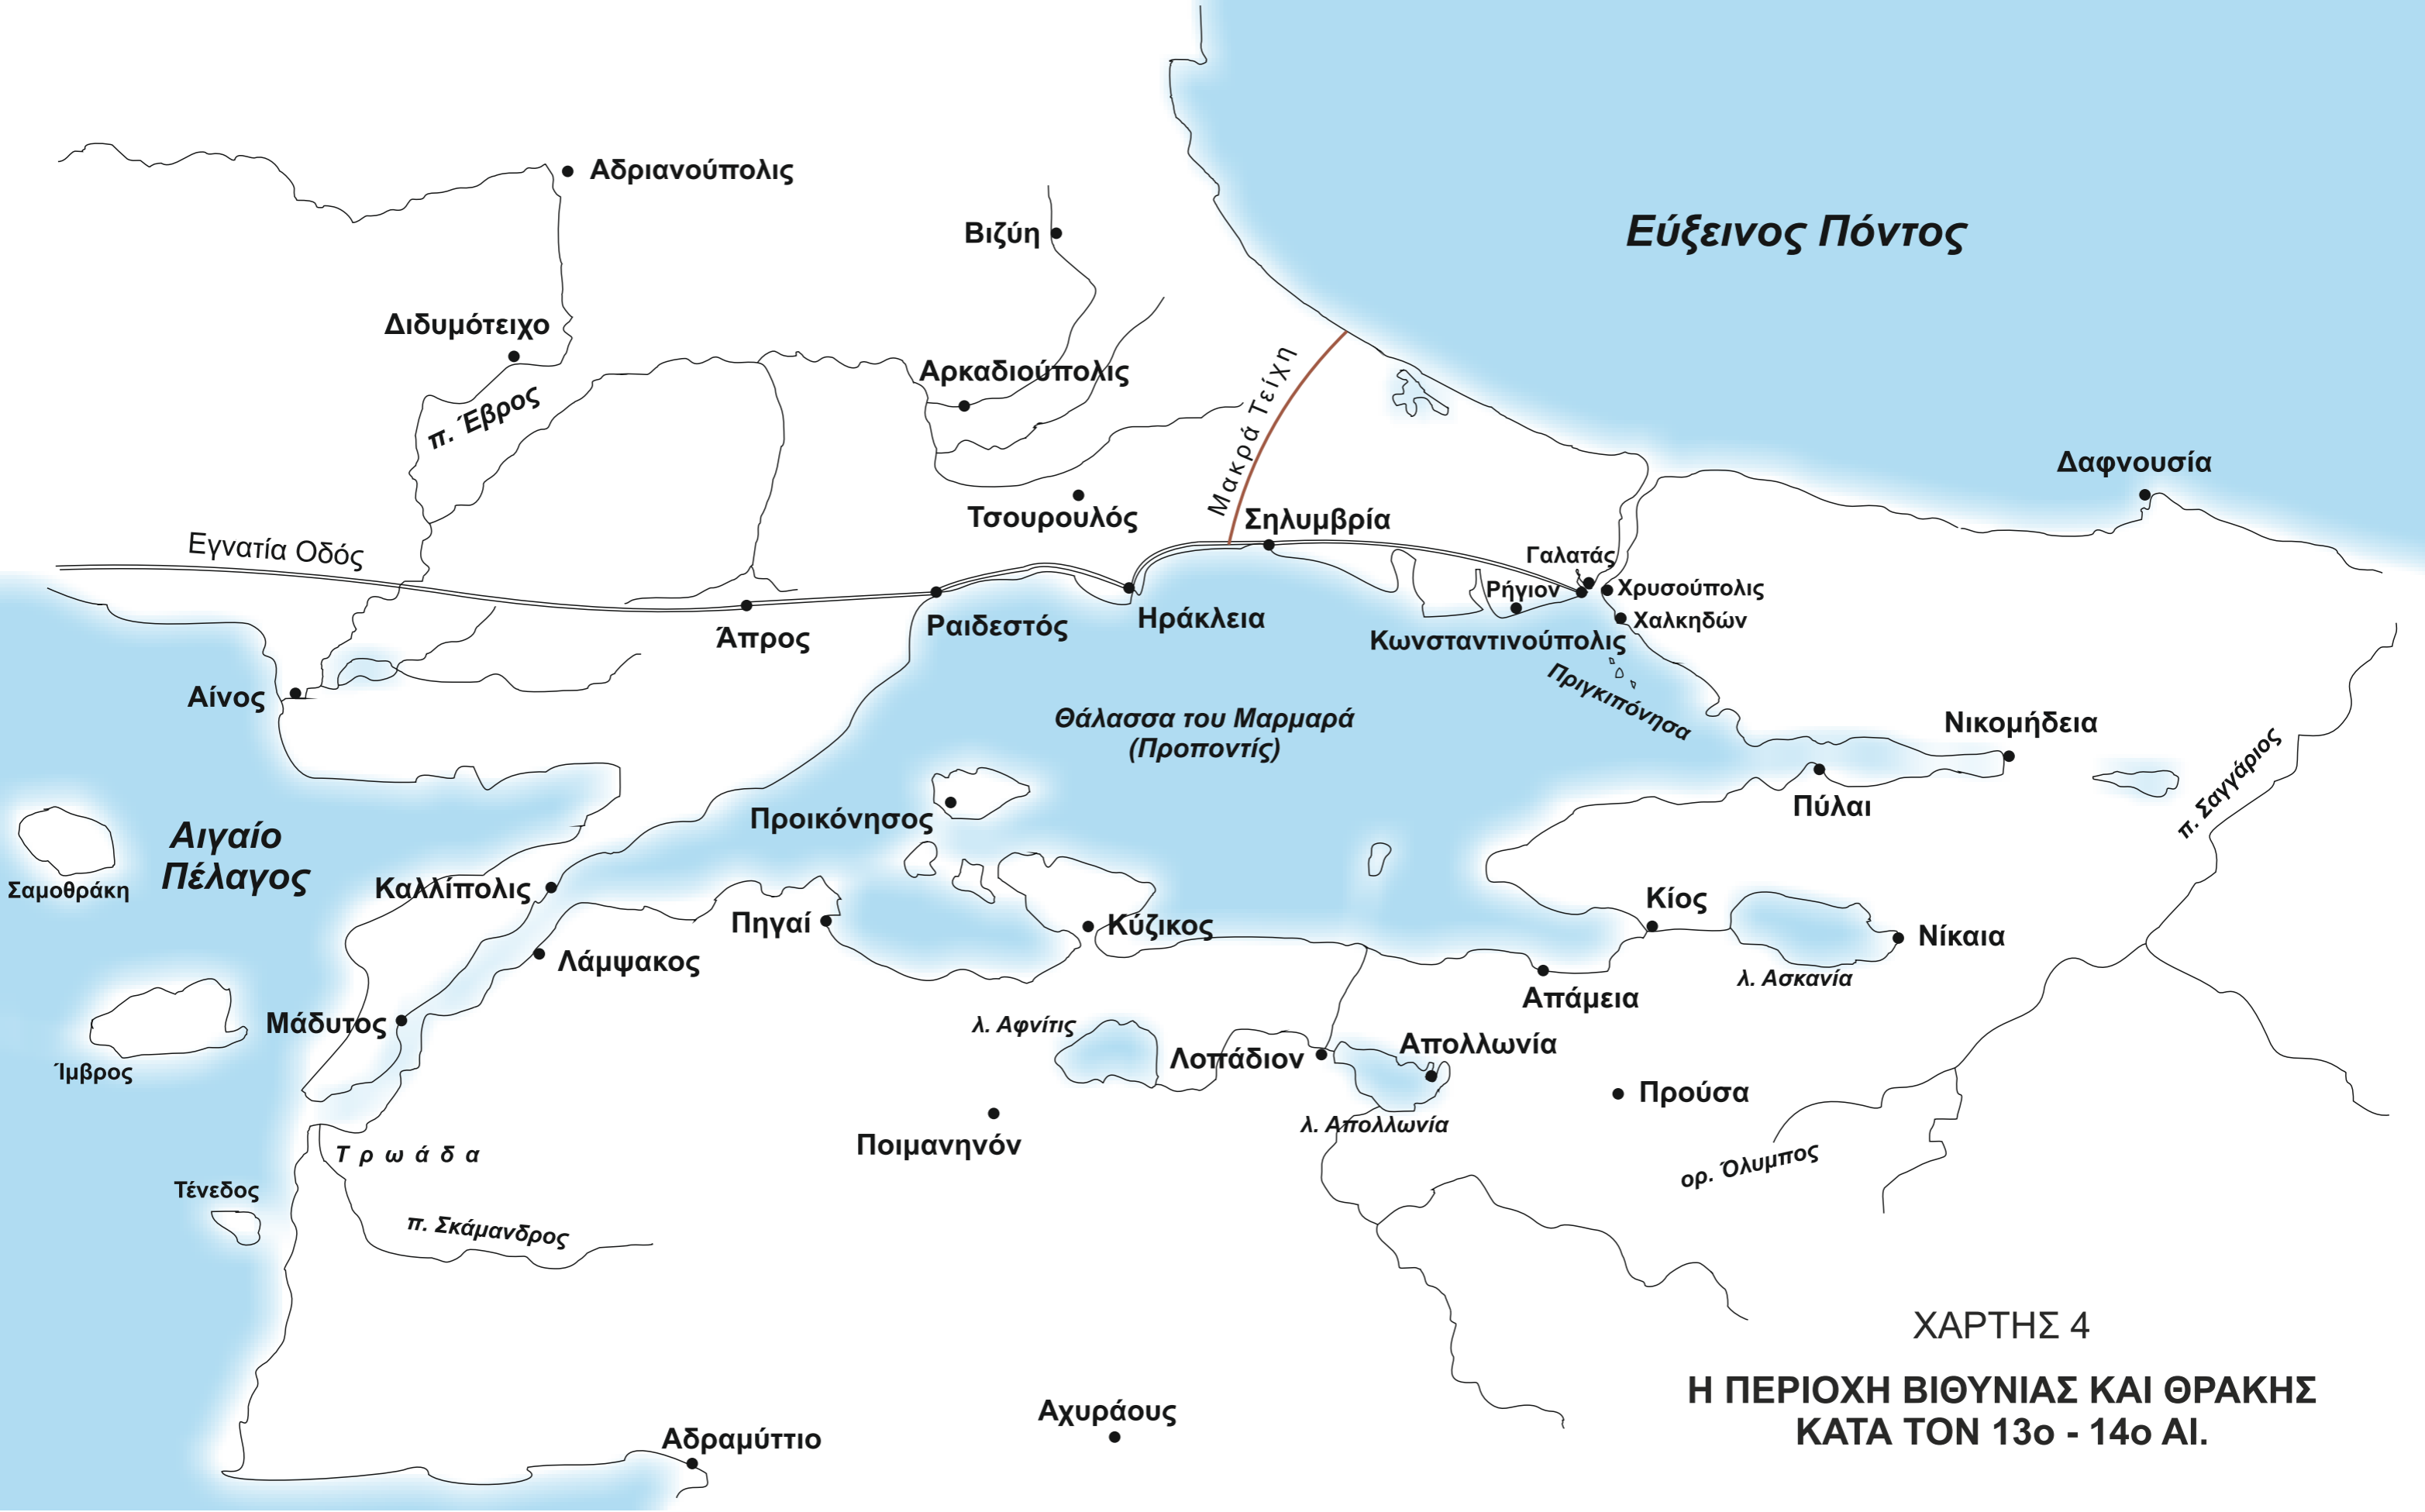 Αδριανούπολις
Βιζύη
Εύξεινος Πόντος
Διδυμότειχο
Αρκαδιούπολις
π. Έβρος
Μακρά Τείχη
Δαφνουσία
Τσουρουλός
Σηλυμβρία
Εγνατία Οδός
Γαλατάς
Ρήγιον
Χρυσούπολις
Χαλκηδών
Άπρος
Ραιδεστός
Ηράκλεια
Κωνσταντινούπολις
Πριγκιπόνησα
Αίνος
Θάλασσα του Μαρμαρά
(Προποντίς)
Νικομήδεια
Πύλαι
π. Σαγγάριος
Προικόνησος
Αιγαίο
Πέλαγος
Σαμοθράκη
Καλλίπολις
Πηγαί
Κύζικος
Κίος
Νίκαια
Λάμψακος
λ. Ασκανία
Απάμεια
Μάδυτος
λ. Αφνίτις
Λοπάδιον
Απολλωνία
Ίμβρος
Προύσα
λ. Απολλωνία
Ποιμανηνόν
Τρωάδα
ορ. Όλυμπος
Τένεδος
π. Σκάμανδρος
Αχυράους
Αδραμύττιο
ΧΑΡΤΗΣ 4
Η ΠΕΡΙΟΧΗ ΒΙΘΥΝΙΑΣ ΚΑΙ ΘΡΑΚΗΣ
ΚΑΤΑ ΤΟΝ 13ο - 14ο ΑΙ.